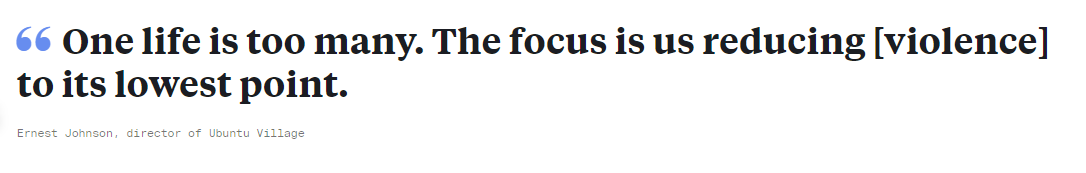 “ One life is too many. The focus is us reducing [violence]
to its lowest point.
Ernest Johnson, director of Ubuntu Village